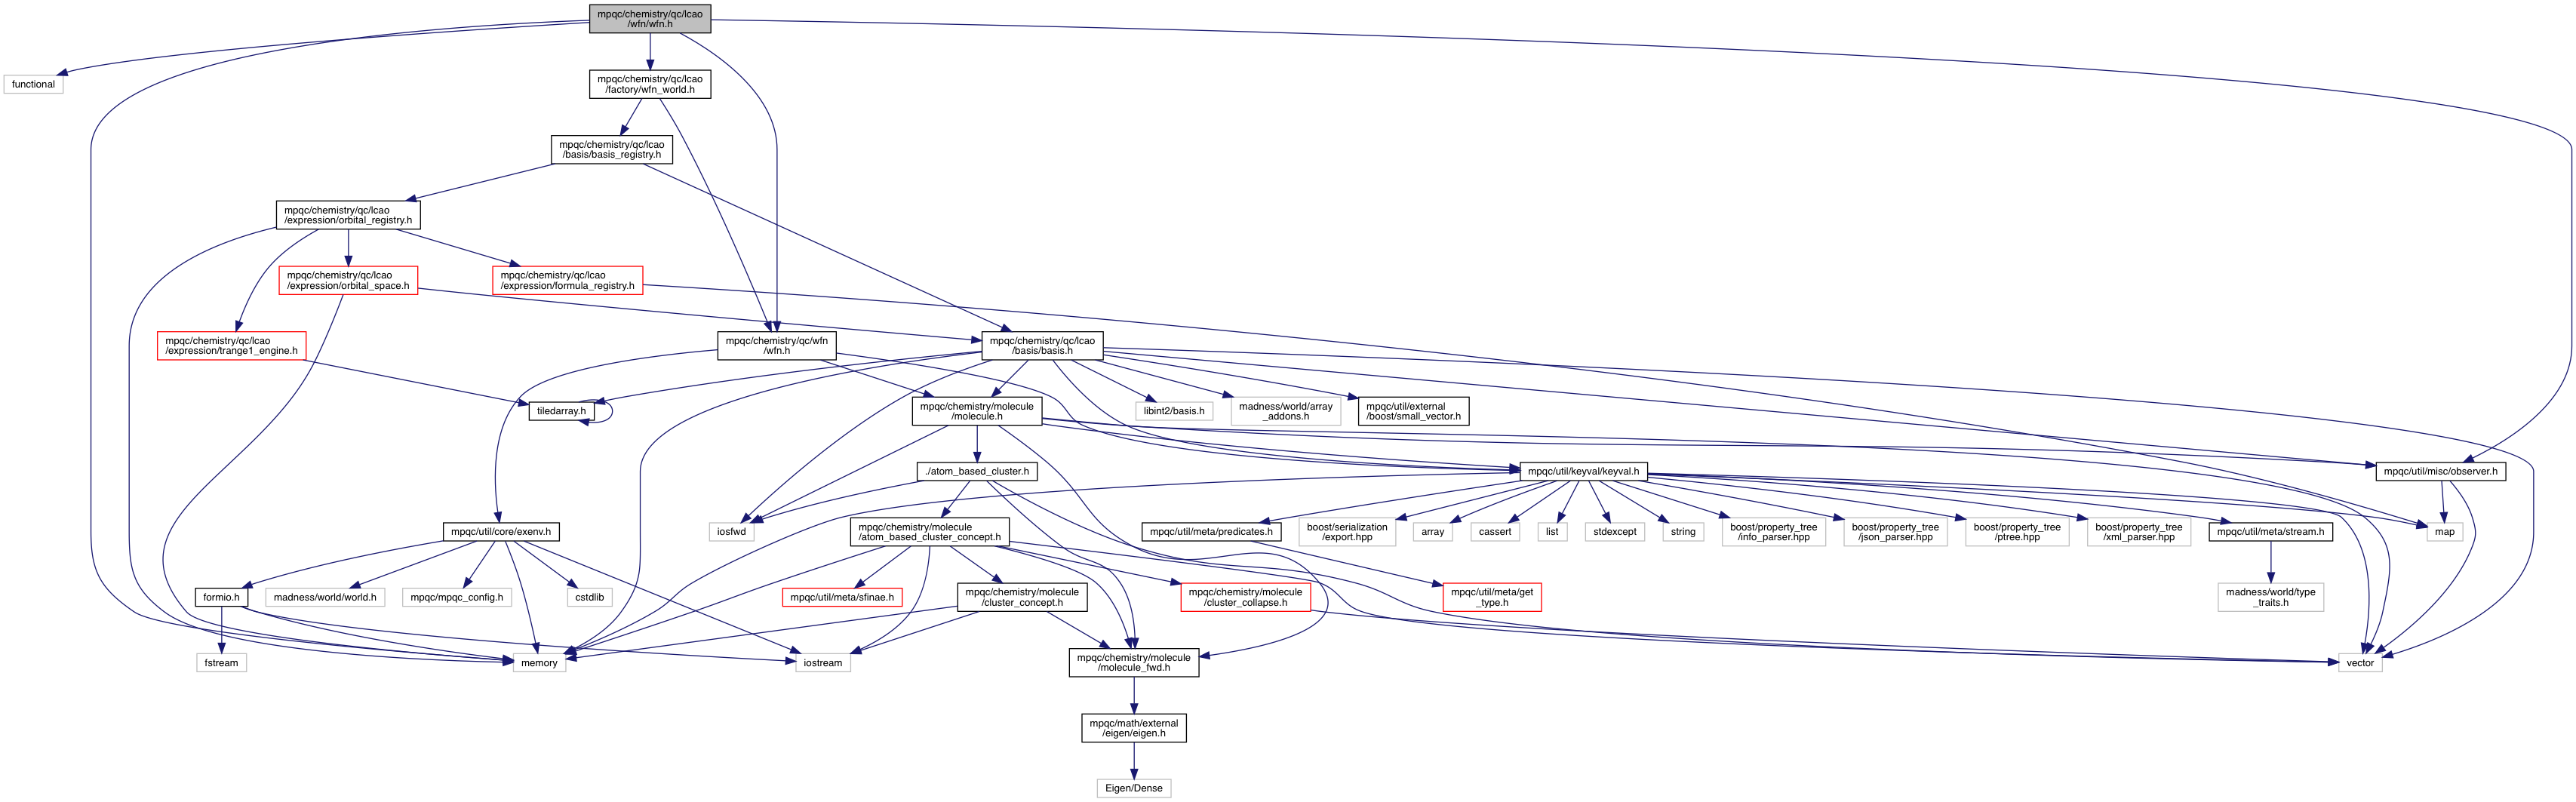 mpqc/chemistry/qc/lcao
/wfn/wfn.h
functional
mpqc/chemistry/qc/lcao
/factory/wfn_world.h
mpqc/chemistry/qc/lcao
/basis/basis_registry.h
mpqc/chemistry/qc/lcao
/expression/orbital_registry.h
mpqc/chemistry/qc/lcao
/expression/orbital_space.h
mpqc/chemistry/qc/lcao
/expression/formula_registry.h
mpqc/chemistry/qc/lcao
/expression/trange1_engine.h
mpqc/chemistry/qc/wfn
/wfn.h
mpqc/chemistry/qc/lcao
/basis/basis.h
tiledarray.h
mpqc/chemistry/molecule
/molecule.h
libint2/basis.h
madness/world/array
_addons.h
mpqc/util/external
/boost/small_vector.h
./atom_based_cluster.h
mpqc/util/keyval/keyval.h
mpqc/util/misc/observer.h
mpqc/util/core/exenv.h
iosfwd
mpqc/chemistry/molecule
/atom_based_cluster_concept.h
mpqc/util/meta/predicates.h
boost/serialization
/export.hpp
array
cassert
list
stdexcept
string
boost/property_tree
/info_parser.hpp
boost/property_tree
/json_parser.hpp
boost/property_tree
/ptree.hpp
boost/property_tree
/xml_parser.hpp
mpqc/util/meta/stream.h
map
formio.h
madness/world/world.h
mpqc/mpqc_config.h
cstdlib
mpqc/util/meta/sfinae.h
mpqc/chemistry/molecule
/cluster_concept.h
mpqc/chemistry/molecule
/cluster_collapse.h
mpqc/util/meta/get
_type.h
madness/world/type
_traits.h
fstream
memory
iostream
mpqc/chemistry/molecule
/molecule_fwd.h
vector
mpqc/math/external
/eigen/eigen.h
Eigen/Dense